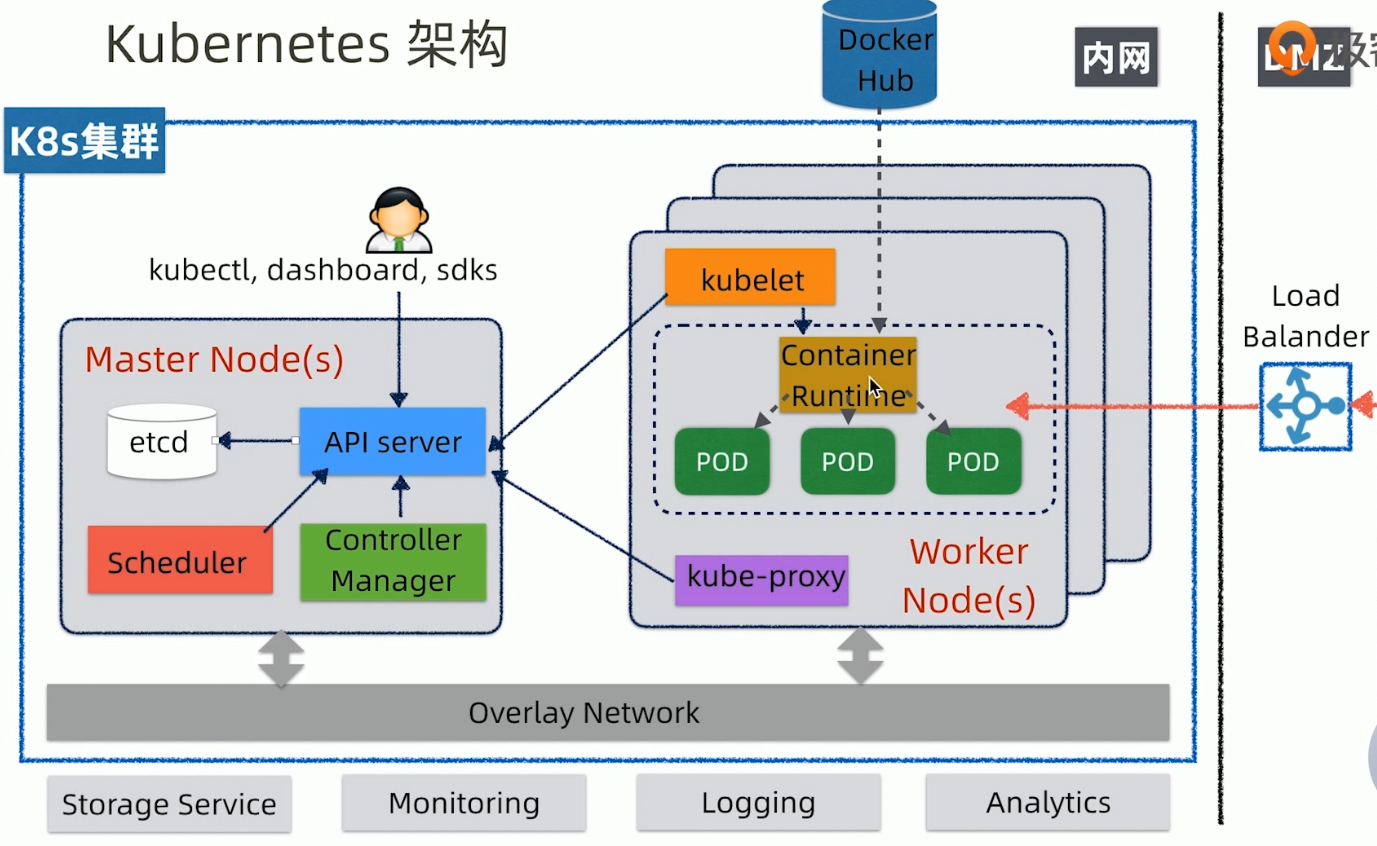 Kubernetes 架构
Docker
Hub
内网
DMZ
极客
K8s集群
kubectl, dashboard, sdks
Master Node(s)
etcd
API server
Scheduler
Controller
Manager
kubelet
Container
Runtime
POD
POD
POD
kube-proxy
Worker
Node(s)
Load
Balander
Overlay Network
Storage Service
Monitoring
Logging
Analytics